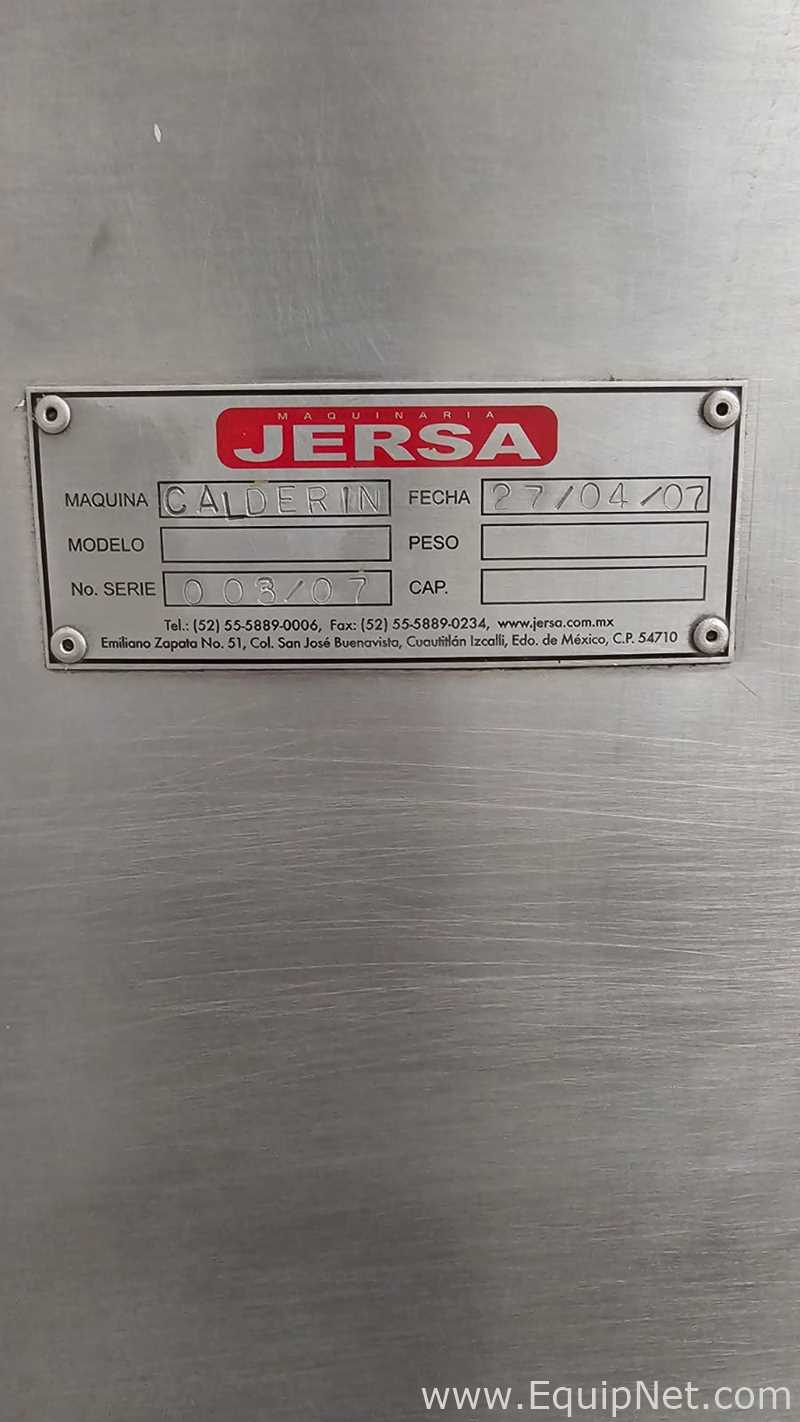 MAQUINARIA
JERSA
MAQUINA CALDERIN FECHA 27/04/07
MODELO PESO
No. SERIE 003/07 CAP.
Tel.: (52) 55-5889-0006, Fax: (52) 55-5889-0234, www.jersa.com.mx
Emiliano Zapata No. 51, Col. San José Buenavista, Cuautitlán Izcalli, Edo. de México, C.P. 54710
www.EquipNet.com